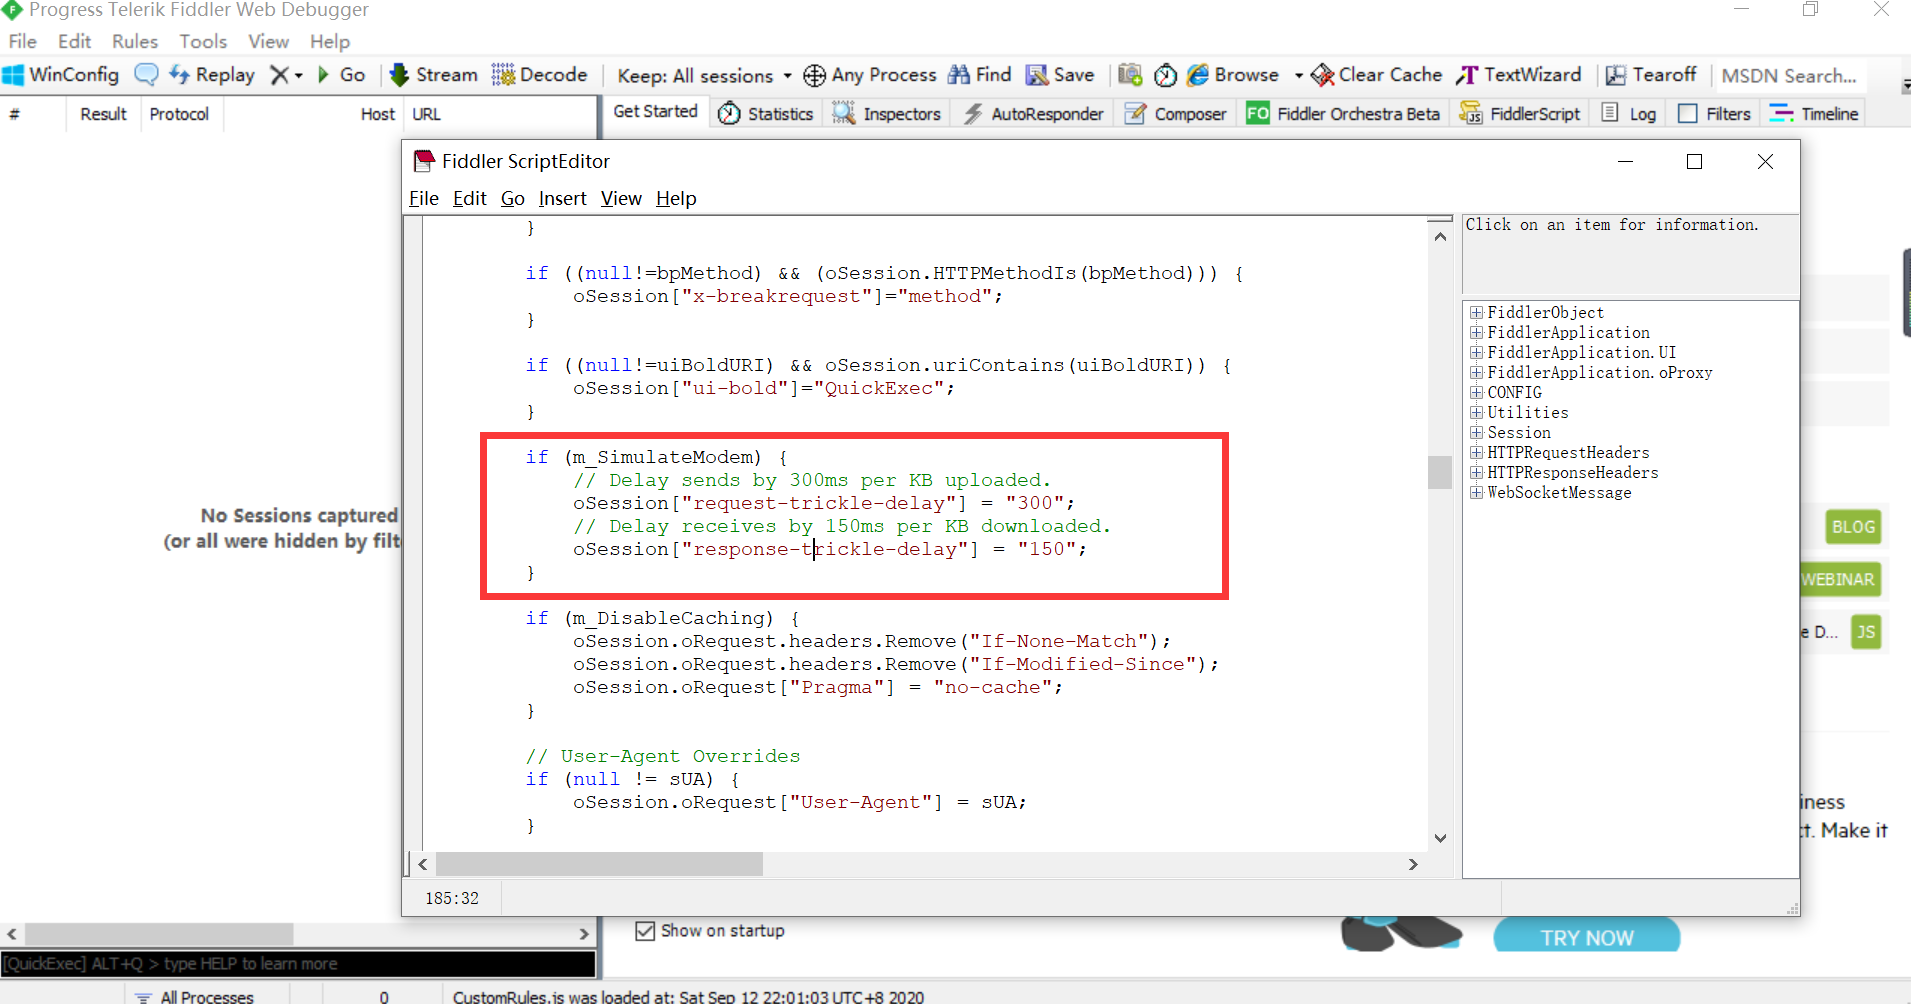 Progress Telerik Fiddler Web Debugger
File Edit Rules Tools View Help
WinConfig Replay Go Stream Decode Keep: All sessions Any Process Find Save Browse Clear Cache TextWizard Tearoff MSDN Search...
# Result Protocol Host URL
Get Started Statistics Inspectors AutoResponder Composer FO Fiddler Orchestra Beta FiddlerScript Log Filters Timeline
No Sessions captured
(or all were hidden by filt
Fiddler ScriptEditor
File Edit Go Insert View Help
}
if ((null!=bpMethod) && (oSession.HTTPMethodIs(bpMethod))) {
oSession["x-breakrequest"]="method";
}
if ((null!=uiBoldURI) && oSession.uriContains(uiBoldURI)) {
oSession["ui-bold"]="QuickExec";
}
if (m_SimulateModem) {
// Delay sends by 300ms per KB uploaded.
oSession["request-trickle-delay"] = "300";
// Delay receives by 150ms per KB downloaded.
oSession["response-trickle-delay"] = "150";
}
if (m_DisableCaching) {
oSession.oRequest.headers.Remove("If-None-Match");
oSession.oRequest.headers.Remove("If-Modified-Since");
oSession.oRequest["Pragma"] = "no-cache";
}
// User-Agent Overrides
if (null != sUA) {
oSession.oRequest["User-Agent"] = sUA;
}
185:32
Click on an item for information.
FiddlerObject
FiddlerApplication
FiddlerApplication.UI
FiddlerApplication.oProxy
CONFIG
Utilities
Session
HTTPRequestHeaders
HTTPResponseHeaders
WebSocketMessage
BLOG
WEBINAR
e D... JS
iness
ct. Make it
Show on startup
TRY NOW
[QuickExec] ALT+Q > type HELP to learn more
All Processes 0 CustomRules.js was loaded at: Sat Sep 12 22:01:03 UTC+8 2020